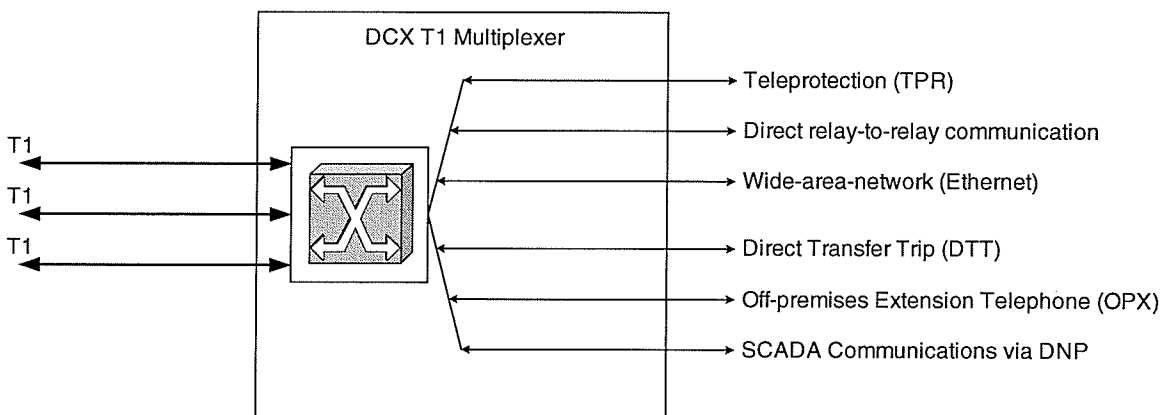 DCX T1 Multiplexer
Teleprotection (TPR)
Direct relay-to-relay communication
T1
Wide-area-network (Ethernet)
T1
T1
Direct Transfer Trip (DTT)
Off-premises Extension Telephone (OPX)
SCADA Communications via DNP